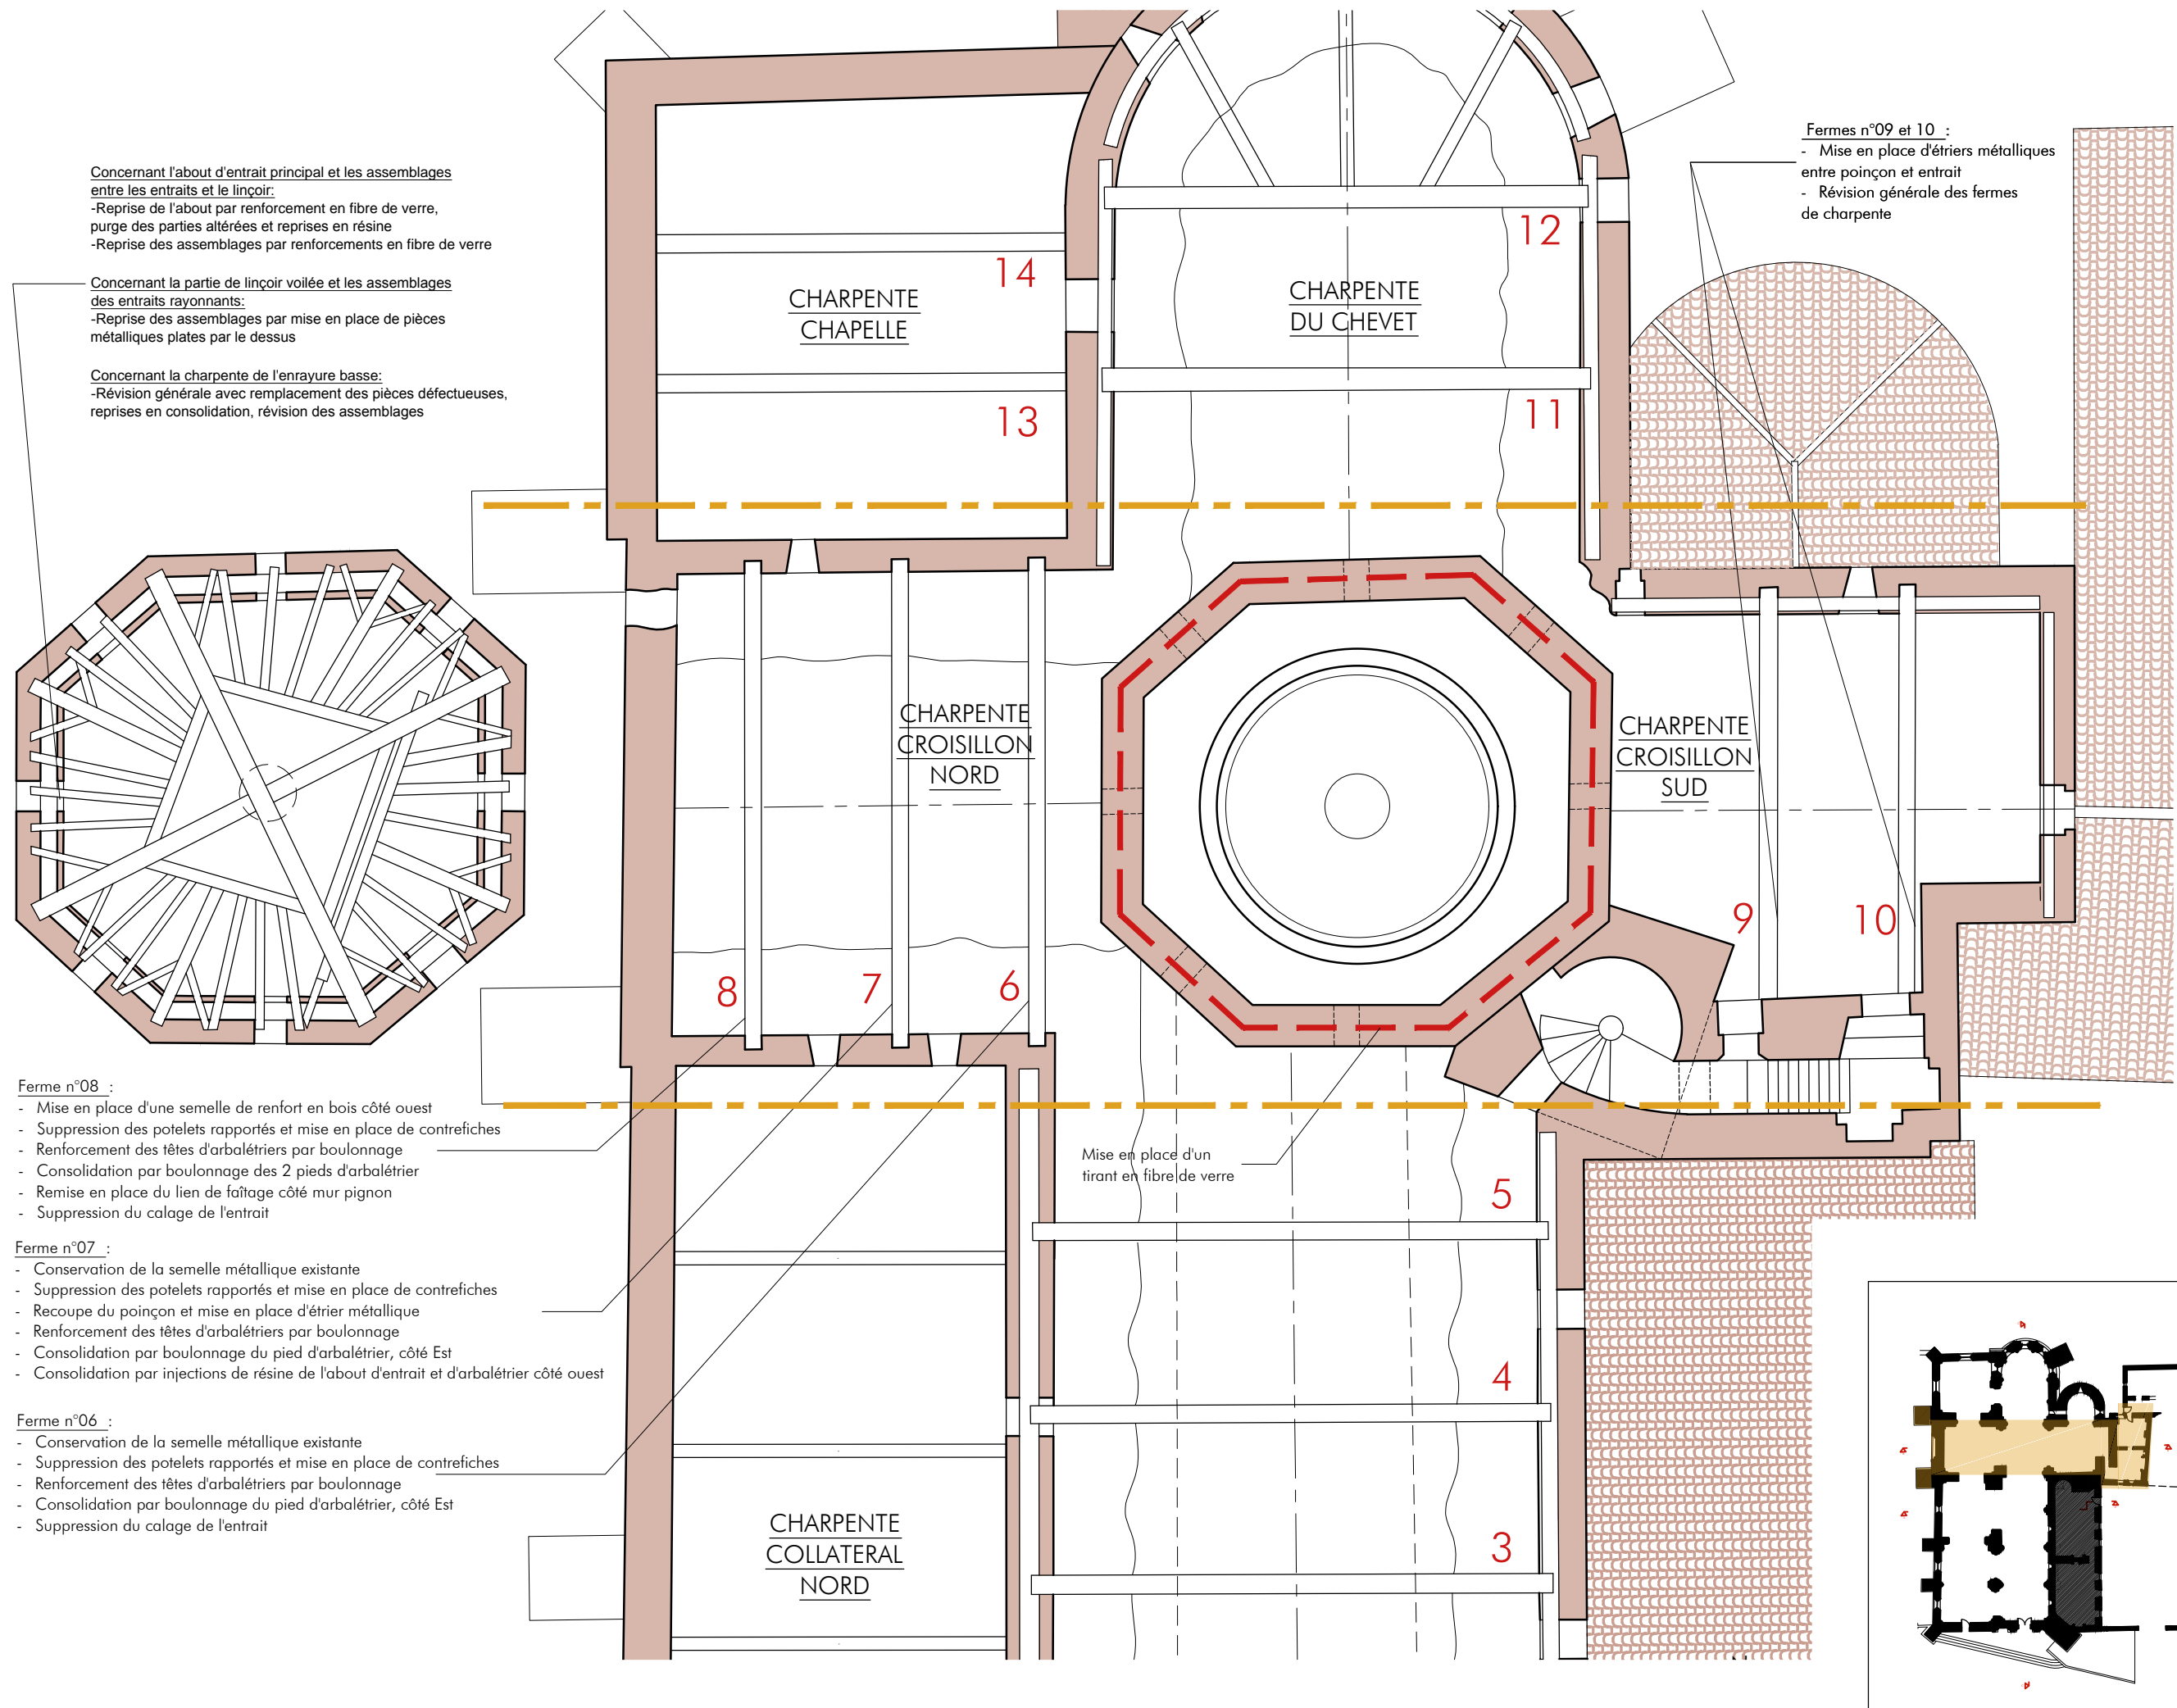 Concernant l'about d'entrait principal et les assemblages
entre les entraits et le linçoir:
-Reprise de l'about par renforcement en fibre de verre,
purge des parties altérées et reprises en résine
-Reprise des assemblages par renforcements en fibre de verre
Concernant la partie de linçoir voilée et les assemblages
des entraits rayonnants:
-Reprise des assemblages par mise en place de pièces
métalliques plates par le dessus
Concernant la charpente de l'enrayure basse:
-Révision générale avec remplacement des pièces défectueuses,
reprises en consolidation, révision des assemblages
Fermes n°09 et 10 :
- Mise en place d'étriers métalliques
entre poinçon et entrait
- Révision générale des fermes
de charpente
12
14
CHARPENTE
CHAPELLE
CHARPENTE
DU CHEVET
13
11
CHARPENTE
CROISILLON
NORD
CHARPENTE
CROISILLON
SUD
9
10
8
7
6
Ferme n°08 :
- Mise en place d'une semelle de renfort en bois côté ouest
- Suppression des potelets rapportés et mise en place de contrefiches
- Renforcement des têtes d'arbalétriers par boulonnage
- Consolidation par boulonnage des 2 pieds d'arbalétrier
- Remise en place du lien de faîtage côté mur pignon
- Suppression du calage de l'entrait
Mise en place d'un
tirant en fibre de verre
5
Ferme n°07 :
- Conservation de la semelle métallique existante
- Suppression des potelets rapportés et mise en place de contrefiches
- Recoupe du poinçon et mise en place d'étrier métallique
- Renforcement des têtes d'arbalétriers par boulonnage
- Consolidation par boulonnage du pied d'arbalétrier, côté Est
- Consolidation par injections de résine de l'about d'entrait et d'arbalétrier côté ouest
4
Ferme n°06 :
- Conservation de la semelle métallique existante
- Suppression des potelets rapportés et mise en place de contrefiches
- Renforcement des têtes d'arbalétriers par boulonnage
- Consolidation par boulonnage du pied d'arbalétrier, côté Est
- Suppression du calage de l'entrait
CHARPENTE
COLLATERAL
NORD
3